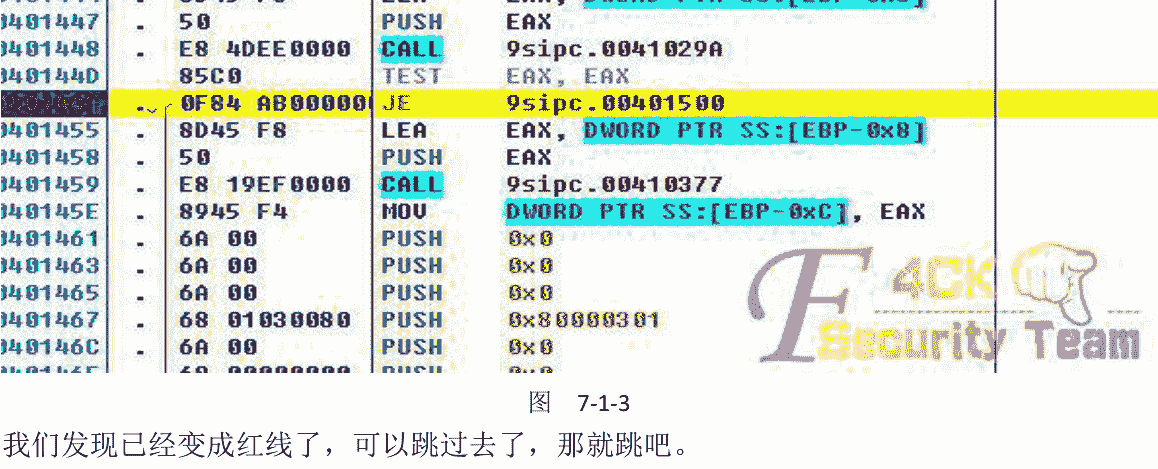 50 PUSH EAX
0401447 . 50 PUSH EAX
0401448 . E8 4DEE0000 CALL 9sipc.0041029A
040144D . 85C0 TEST EAX, EAX
. 0F84 AB000000 JE 9sipc.00401500
0401455 . 8D45 F8 LEA EAX, DWORD PTR SS:[EBP-0x8]
0401458 . 50 PUSH EAX
0401459 . E8 19EF0000 CALL 9sipc.00410377
040145E . 8945 F4 MOV DWORD PTR SS:[EBP-0xC], EAX
0401461 . 6A 00 PUSH 0x0
0401463 . 6A 00 PUSH 0x0
0401465 . 6A 00 PUSH 0x0
0401467 . 68 01030080 PUSH 0x80000301
040146C . 6A 00 PUSH 0x0
F4CK
Security Team
图 7-1-3
我们发现已经变成红线了，可以跳过去了，那就跳吧。